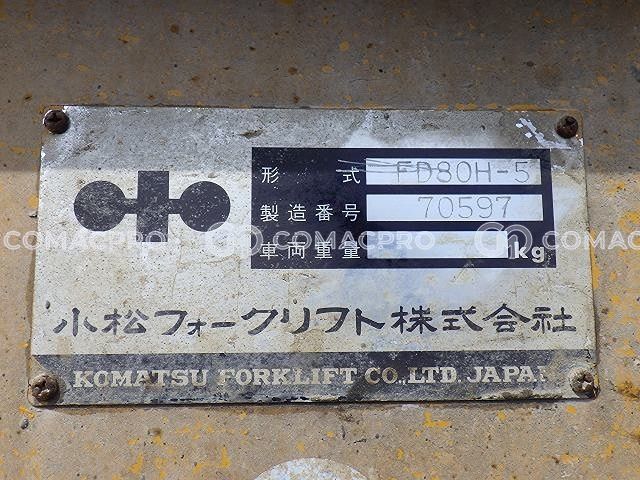 形 式 FD80H-5
製造番号 70597
COMACPRO COMACPRO COMACPRO
車両重量 kg
小松フォークリフト株式会社
KOMATSU FORKLIFT CO.,LTD. JAPAN